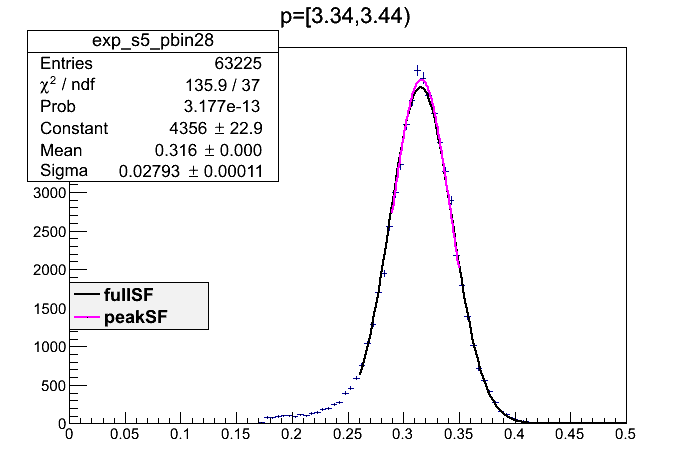 p=[3.34,3.44)
exp_s5_pbin28
Entries 63225
χ² / ndf 135.9 / 37
Prob 3.177e-13
Constant 4356 ± 22.9
Mean 0.316 ± 0.000
Sigma 0.02793 ± 0.00011
3000
2500
2000
fullSF
1500
peakSF
1000
500
0
0 0.05 0.1 0.15 0.2 0.25 0.3 0.35 0.4 0.45 0.5